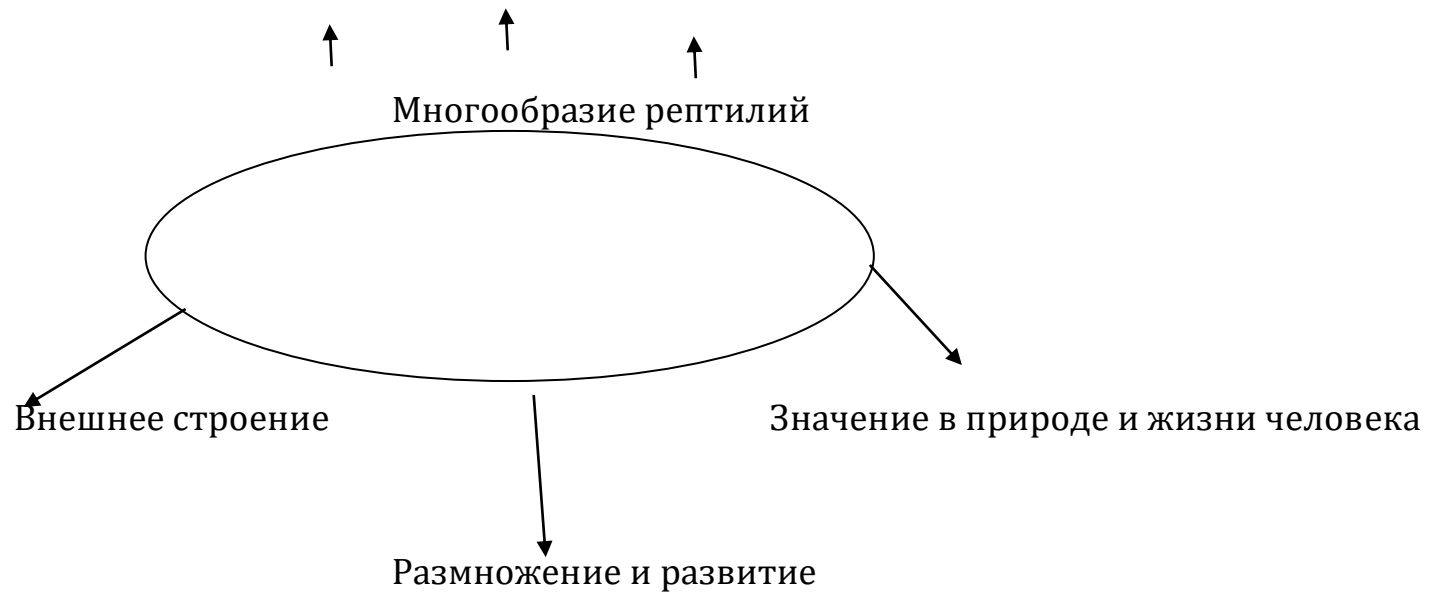 Многообразие рептилий
Внешнее строение
Значение в природе и жизни человека
Размножение и развитие